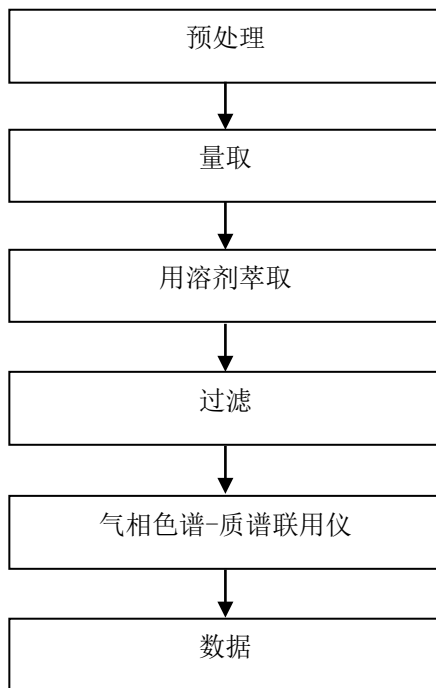 预处理
量取
用溶剂萃取
过滤
气相色谱-质谱联用仪
数据